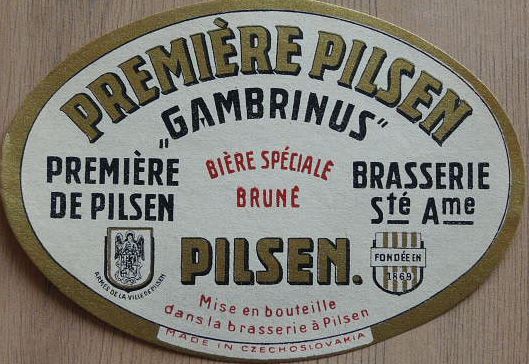 PREMIÈRE PILSEN
„GAMBRINUS“
PREMIÈRE
DE PILSEN
BIÈRE SPÉCIALE
BRUNE
BRASSERIE
Sté Ame
PILSEN.
ARMES DE LA VILLE DE PILSEN
FONDÉE EN
1869
Mise en bouteille
dans la brasserie à Pilsen
MADE IN CZECHOSLOVAKIA